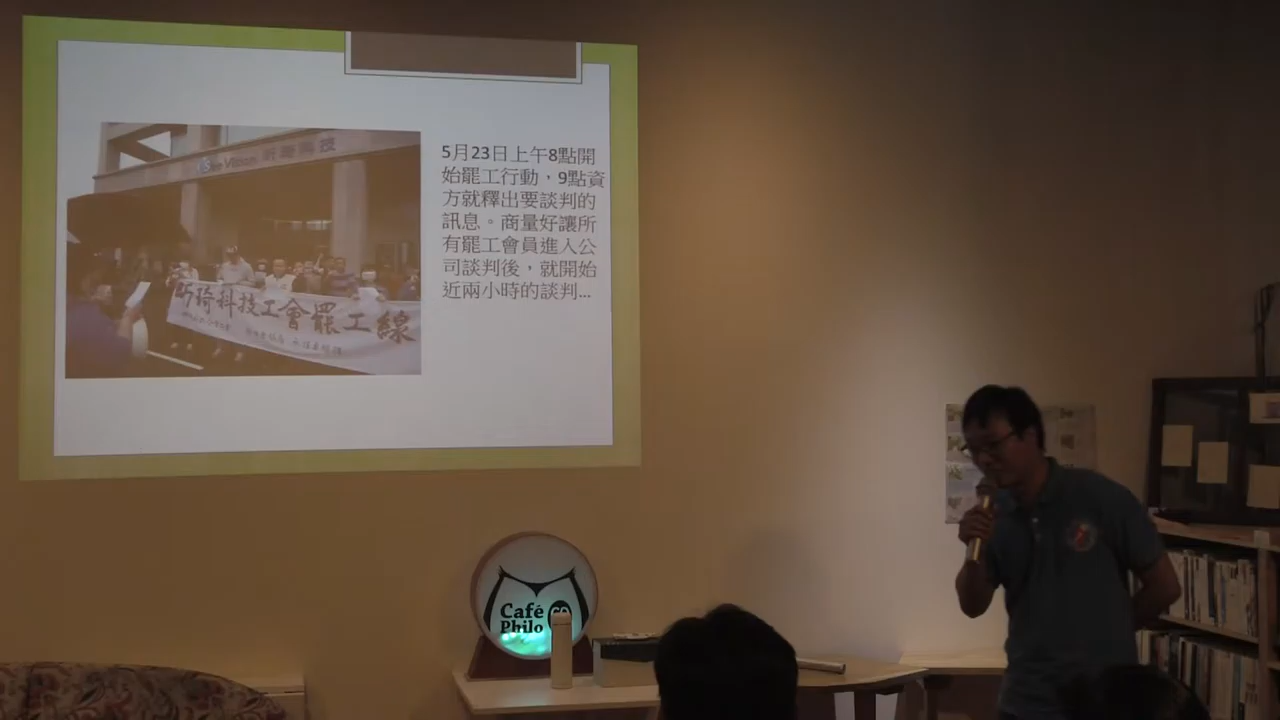 See Vision 昕琦科技
昕琦科技工會罷工線
5月23日上午8點開
始罷工行動，9點資
方就釋出要談判的
訊息。商量好讓所
有罷工會員進入公
司談判後，就開始
近兩小時的談判...
Café
Philo